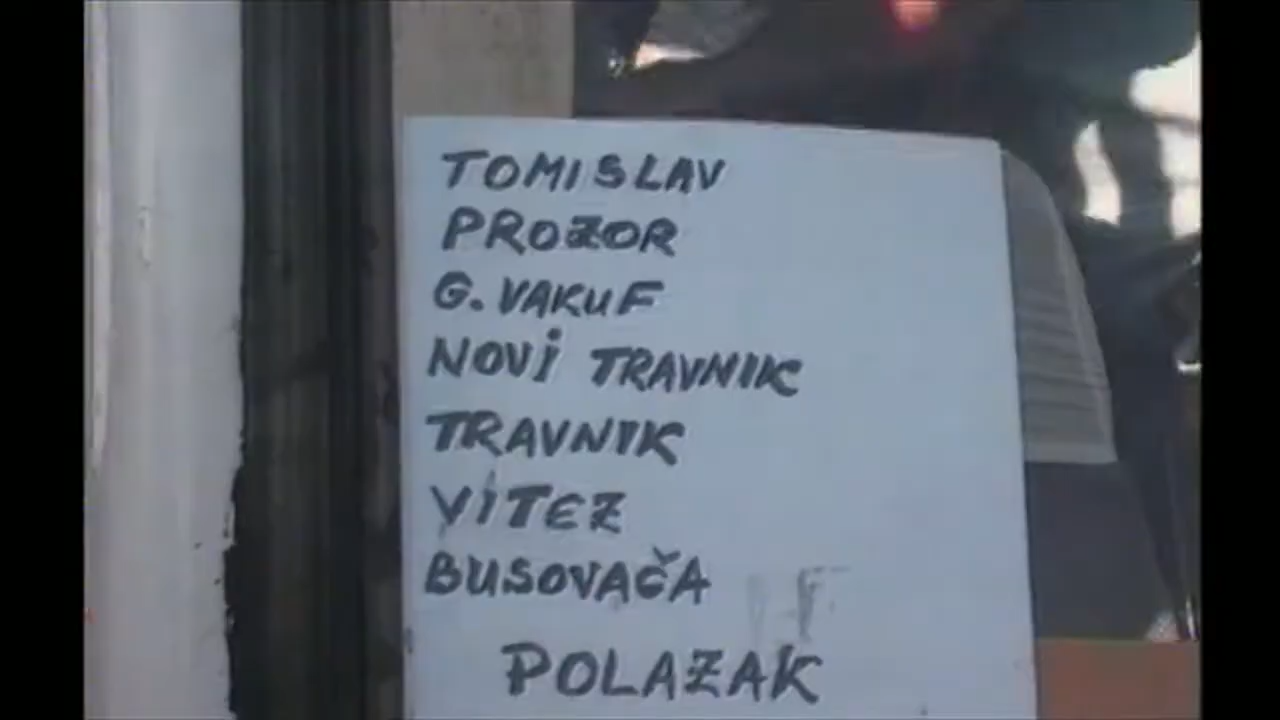 TOMISLAV
PROZOR
G. VAKUF
NOVi TRAVNIK
TRAVNIK
VITEZ
BUSOVAČA
POLAZAK